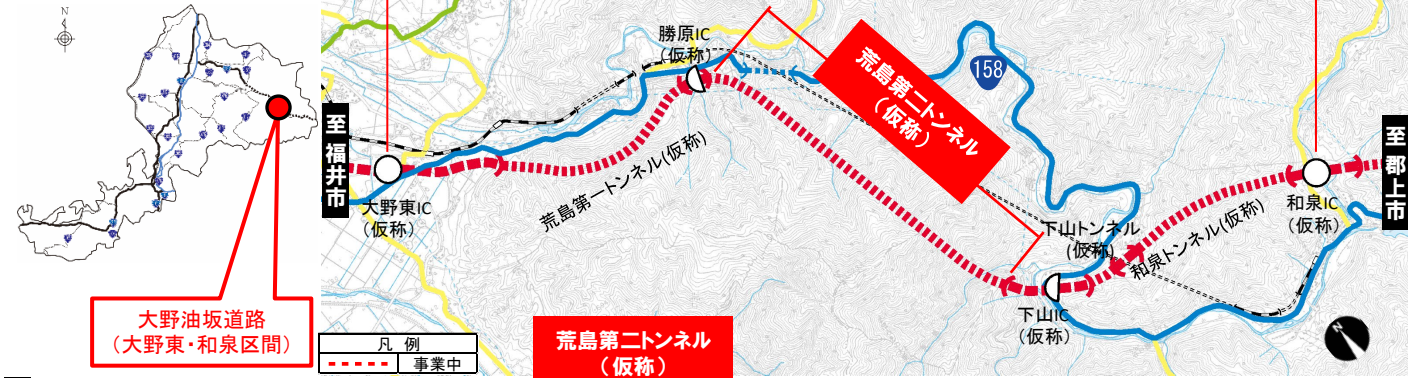 N
大野油坂道路
（大野東・和泉区間）
至福井市
大野東IC
（仮称）
凡 例
事業中
荒島第一トンネル(仮称)
勝原IC
（仮称）
荒島第二トンネル
（仮称）
荒島第二トンネル
（仮称）
158
下山トンネル
(仮称)
下山IC
（仮称）
和泉トンネル(仮称)
和泉IC
（仮称）
至郡上市